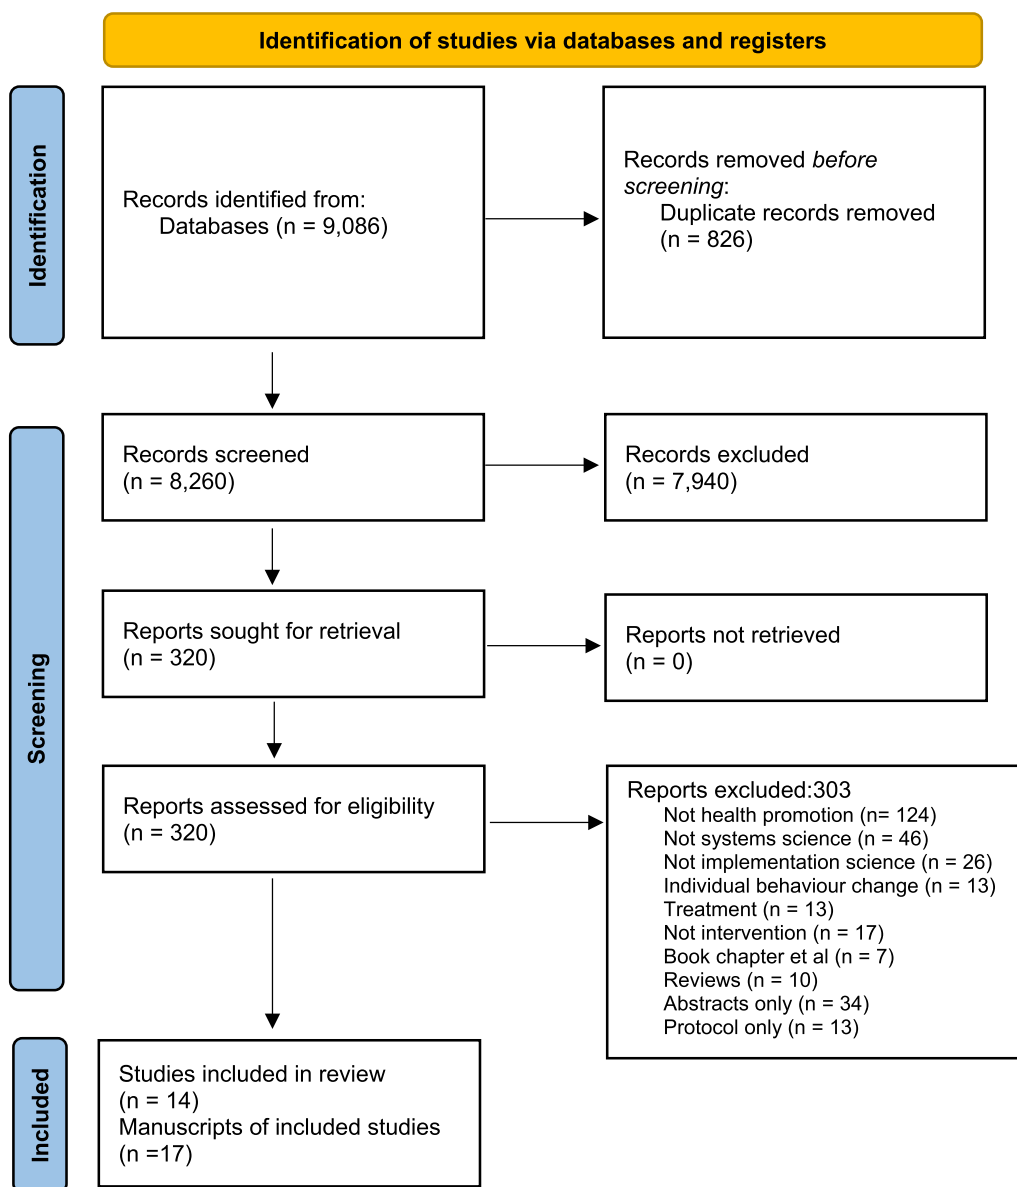 Identification of studies via databases and registers
Identification
Records identified from:
Databases (n = 9,086)
Records removed before
screening:
Duplicate records removed
(n = 826)
Screening
Records screened
(n = 8,260)
Records excluded
(n = 7,940)
Reports sought for retrieval
(n = 320)
Reports not retrieved
(n = 0)
Reports assessed for eligibility
(n = 320)
Reports excluded:303
Not health promotion (n= 124)
Not systems science (n = 46)
Not implementation science (n = 26)
Individual behaviour change (n = 13)
Treatment (n = 13)
Not intervention (n = 17)
Book chapter et al (n = 7)
Reviews (n = 10)
Abstracts only (n = 34)
Protocol only (n = 13)
Included
Studies included in review
(n = 14)
Manuscripts of included studies
(n =17)